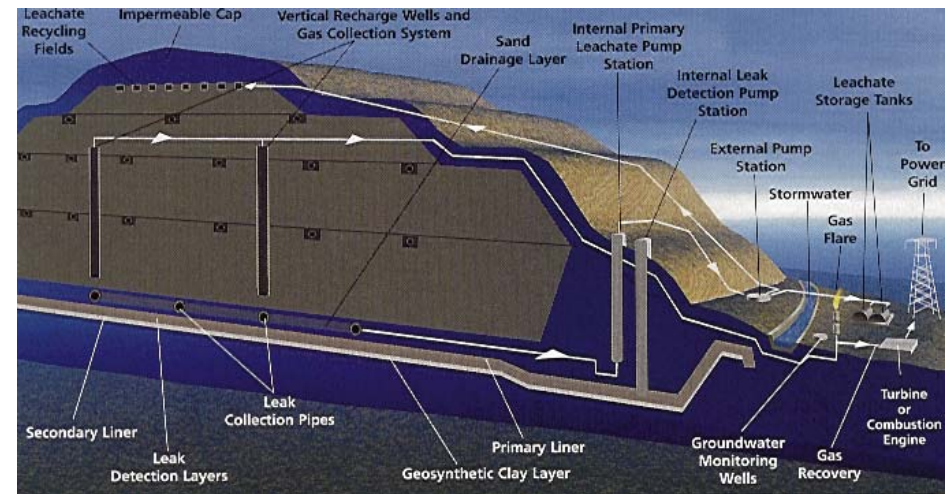 Leachate
Recycling
Fields
Impermeable Cap
Vertical Recharge Wells and
Gas Collection System
Sand
Drainage Layer
Internal Primary
Leachate Pump
Station
Internal Leak
Detection Pump
Station
Leachate
Storage Tanks
External Pump
Station
To
Power
Grid
Stormwater
Gas
Flare
Secondary Liner
Leak
Detection Layers
Leak
Collection Pipes
Primary Liner
Geosynthetic Clay Layer
Groundwater
Monitoring
Wells
Gas
Recovery
Turbine
or
Combustion
Engine